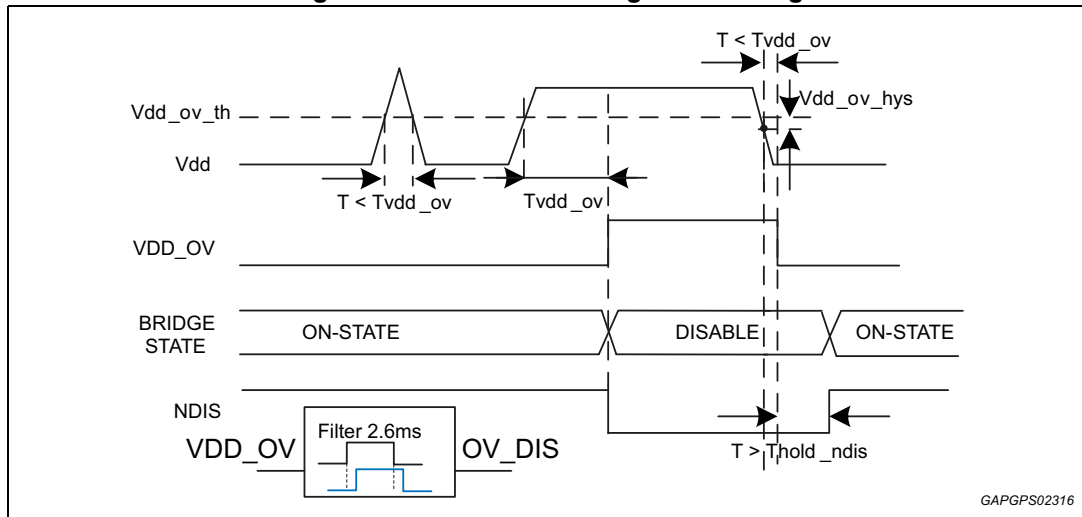 T < Tvdd_ov
Vdd_ov_hys
Vdd_ov_th
Vdd
T < Tvdd_ov
Tvdd_ov
VDD_OV
BRIDGE
STATE
ON-STATE
DISABLE
ON-STATE
NDIS
VDD_OV
Filter 2.6ms
OV_DIS
T > Thold_ndis
GAPGPS02316